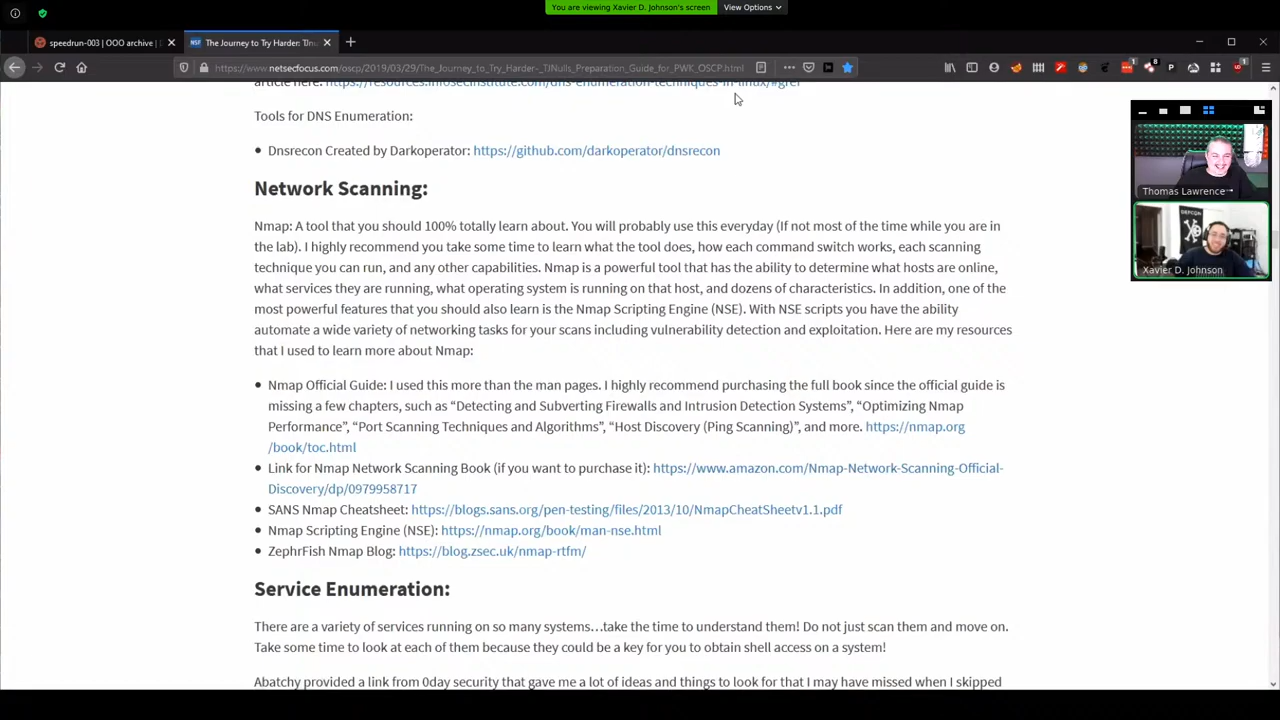 You are viewing Xavier D. Johnson's screen
View Options
speedrun-003 | OOO archive |
The Journey to Try Harder: TJnu
https://www.netsecfocus.com/oscp/2019/03/29/The_Journey_to_Try_Harder-_TJNulls_Preparation_Guide_for_PWK_OSCP.html
article here: https://resources.infosecinstitute.com/dns-enumeration-techniques-in-linux/#gref
Tools for DNS Enumeration:
• Dnsrecon Created by Darkoperator: https://github.com/darkoperator/dnsrecon
Network Scanning:
Nmap: A tool that you should 100% totally learn about. You will probably use this everyday (If not most of the time while you are in
the lab). I highly recommend you take some time to learn what the tool does, how each command switch works, each scanning
technique you can run, and any other capabilities. Nmap is a powerful tool that has the ability to determine what hosts are online,
what services they are running, what operating system is running on that host, and dozens of characteristics. In addition, one of the
most powerful features that you should also learn is the Nmap Scripting Engine (NSE). With NSE scripts you have the ability
automate a wide variety of networking tasks for your scans including vulnerability detection and exploitation. Here are my resources
that I used to learn more about Nmap:
• Nmap Official Guide: I used this more than the man pages. I highly recommend purchasing the full book since the official guide is
missing a few chapters, such as “Detecting and Subverting Firewalls and Intrusion Detection Systems”, “Optimizing Nmap
Performance”, “Port Scanning Techniques and Algorithms”, “Host Discovery (Ping Scanning)”, and more. https://nmap.org
/book/toc.html
• Link for Nmap Network Scanning Book (if you want to purchase it): https://www.amazon.com/Nmap-Network-Scanning-Official-
Discovery/dp/0979958717
• SANS Nmap Cheatsheet: https://blogs.sans.org/pen-testing/files/2013/10/NmapCheatSheetv1.1.pdf
• Nmap Scripting Engine (NSE): https://nmap.org/book/man-nse.html
• ZephrFish Nmap Blog: https://blog.zsec.uk/nmap-rtfm/
Service Enumeration:
There are a variety of services running on so many systems…take the time to understand them! Do not just scan them and move on.
Take some time to look at each of them because they could be a key for you to obtain shell access on a system!
Abatchy provided a link from 0day security that gave me a lot of ideas and things to look for that I may have missed when I skipped
Thomas Lawrence
DEFCON
Xavier D. Johnson